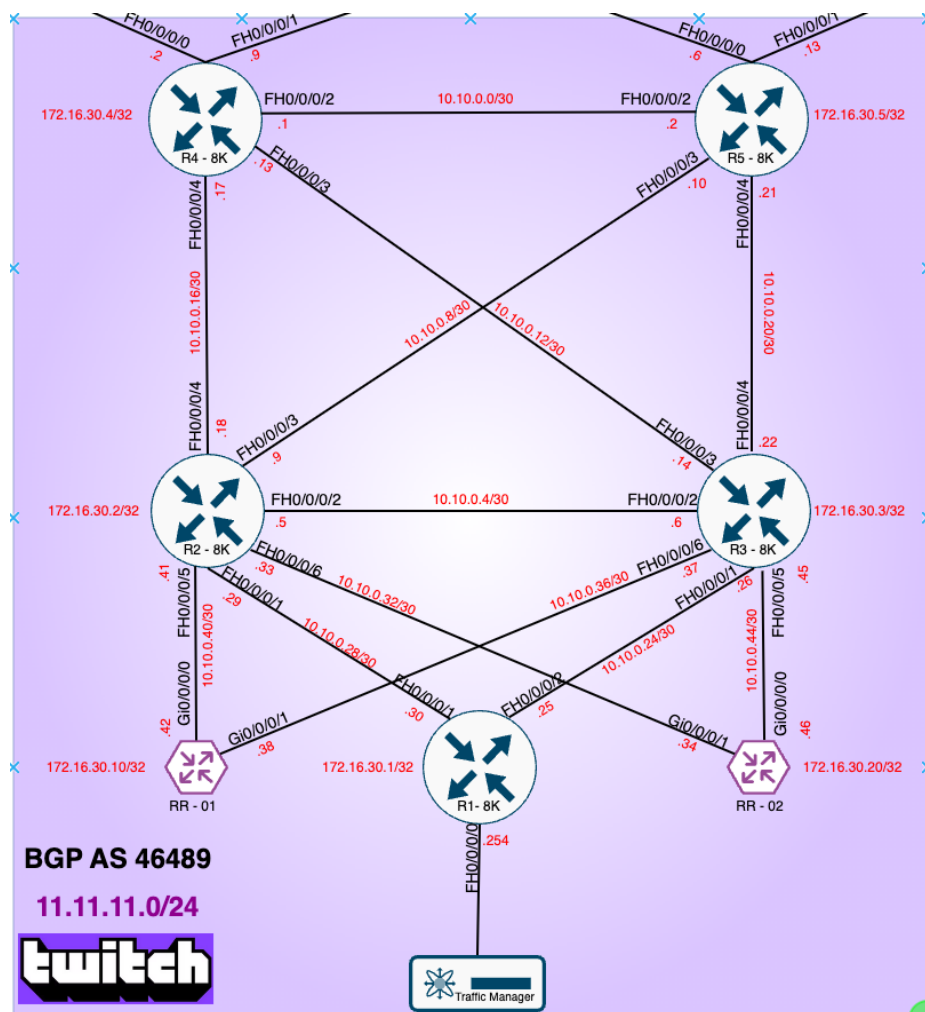 FH0/0/0/0
FH0/0/0/1
FH0/0/0/0
FH0/0/0/1
.2
.9
.6
.13
172.16.30.4/32
FH0/0/0/2
10.10.0.0/30
FH0/0/0/2
172.16.30.5/32
.1
.2
R4 - 8K
R5 - 8K
.13
FH0/0/0/3
FH0/0/0/3
.10
.17
FH0/0/0/4
.21
FH0/0/0/4
10.10.0.16/30
10.10.0.8/30
10.10.0.12/30
10.10.0.20/30
FH0/0/0/4
.18
FH0/0/0/3
.9
FH0/0/0/3
.14
FH0/0/0/4
.22
172.16.30.2/32
FH0/0/0/2
10.10.0.4/30
FH0/0/0/2
172.16.30.3/32
.5
.6
R2 - 8K
R3 - 8K
.41
FH0/0/0/5
.33
FH0/0/0/6
FH0/0/0/1
.29
10.10.0.32/30
10.10.0.36/30
FH0/0/0/6
.37
FH0/0/0/1
.26
FH0/0/0/5
.45
10.10.0.40/30
10.10.0.28/30
10.10.0.24/30
10.10.0.44/30
Gi0/0/0/0
.42
Gi0/0/0/1
.38
FH0/0/0/1
.30
FH0/0/0/2
.25
Gi0/0/0/1
.34
Gi0/0/0/0
.46
172.16.30.10/32
172.16.30.1/32
172.16.30.20/32
RR - 01
R1- 8K
RR - 02
.254
FH0/0/0/0
BGP AS 46489
11.11.11.0/24
twitch
Traffic Manager